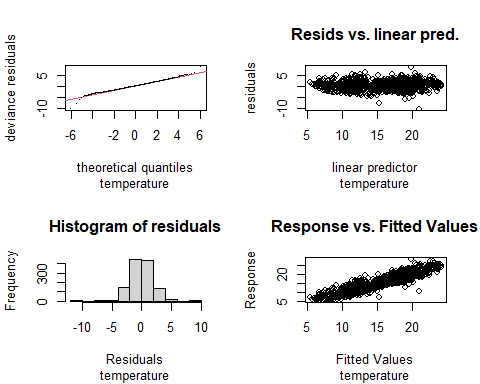 deviance residuals
5
-10
-6
-2
0
2
4
6
theoretical quantiles
temperature
Resids vs. linear pred.
residuals
5
-10
5
10
15
20
linear predictor
temperature
Histogram of residuals
Frequency
300
0
-10
-5
0
5
10
Residuals
temperature
Response vs. Fitted Values
Response
20
5
5
10
15
20
Fitted Values
temperature